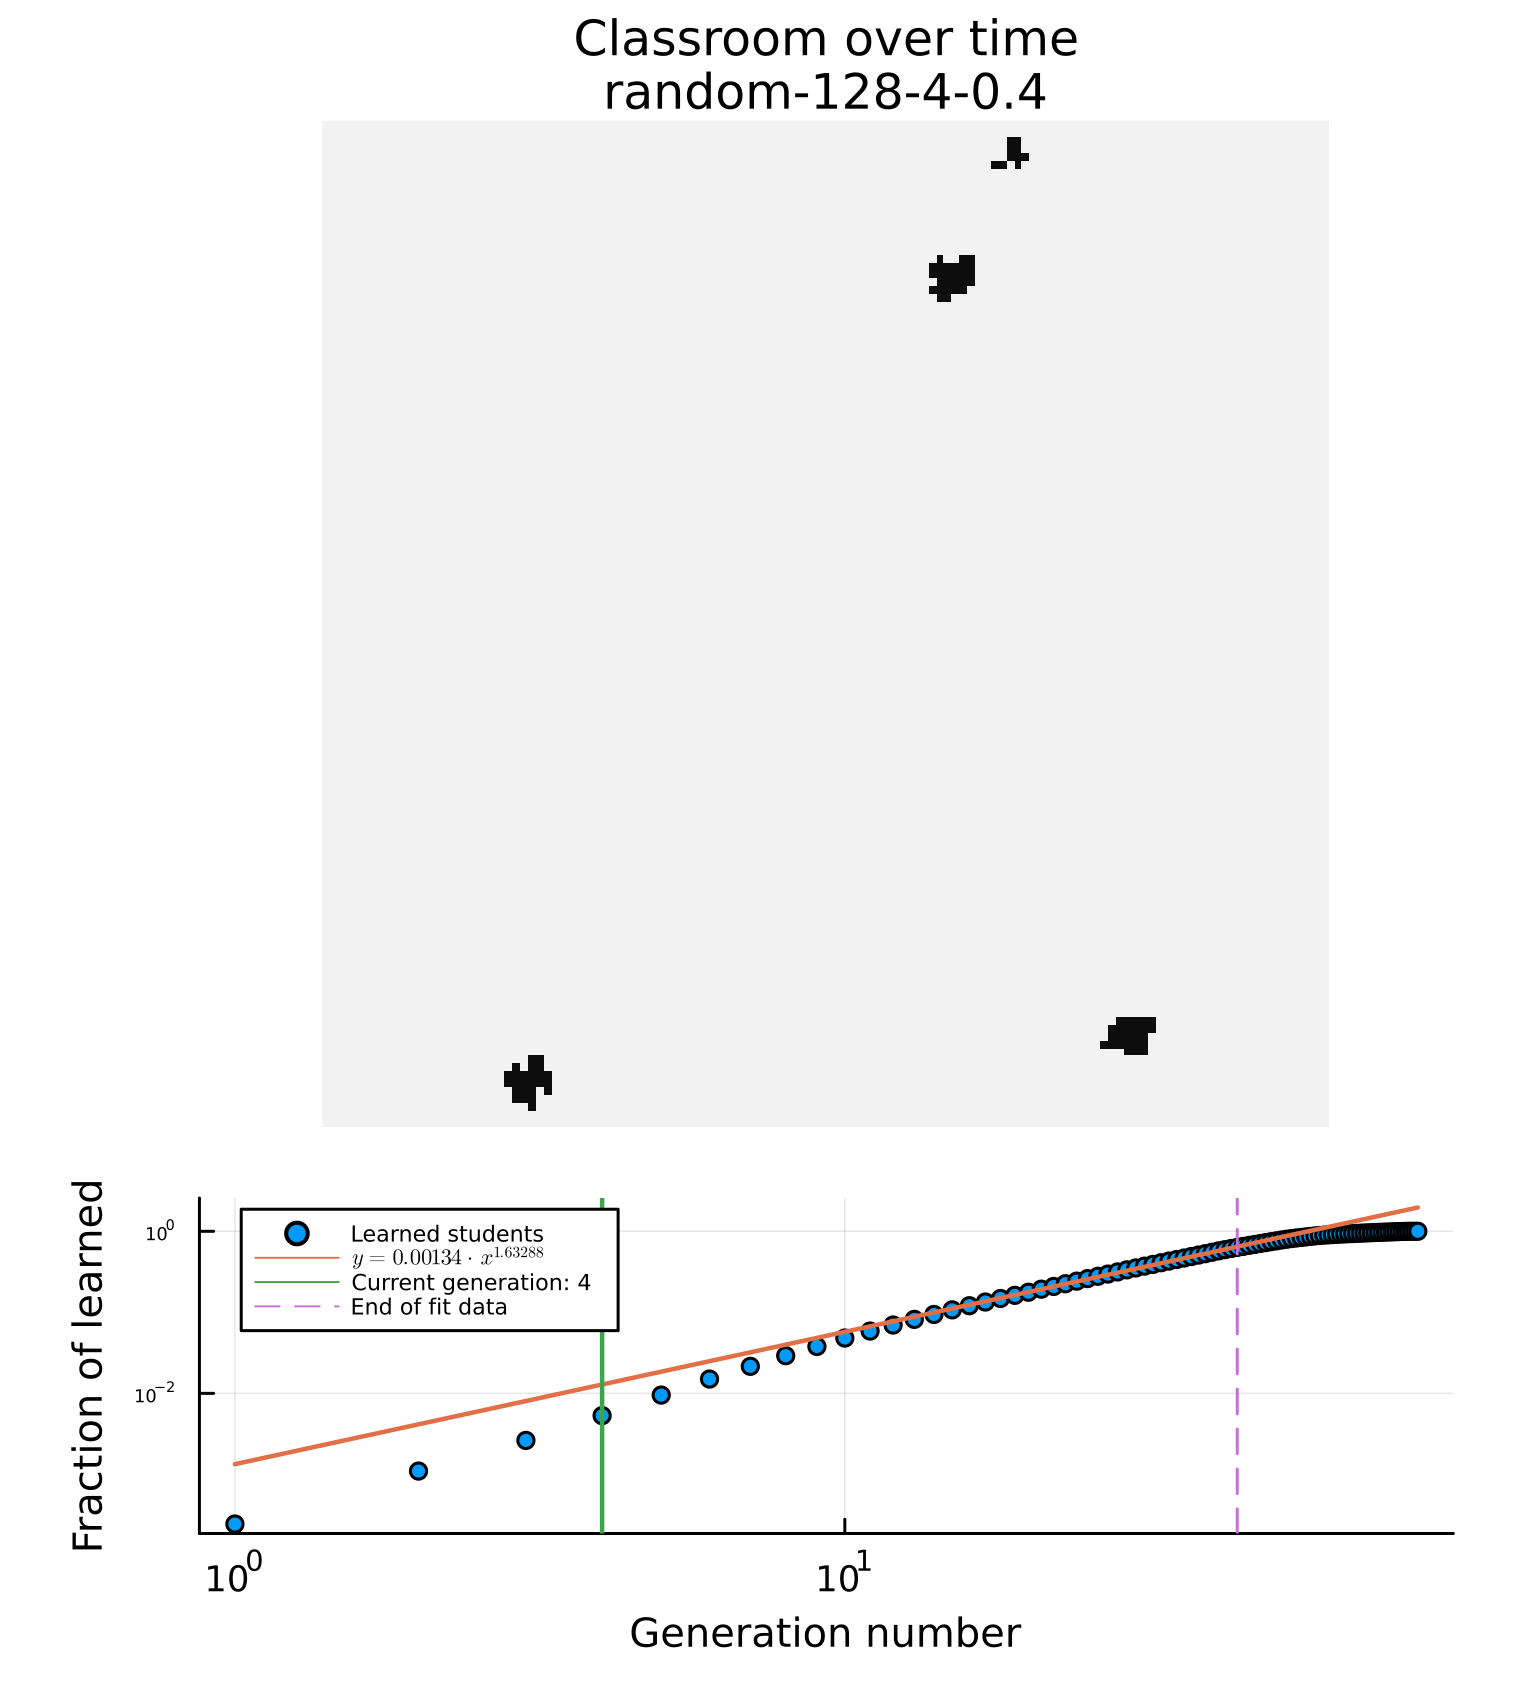 Classroom over time
random-128-4-0.4
Fraction of learned
10⁰
10⁻²
Learned students
y = 0.00134 · x^1.63288
Current generation: 4
End of fit data
10⁰
10¹
Generation number